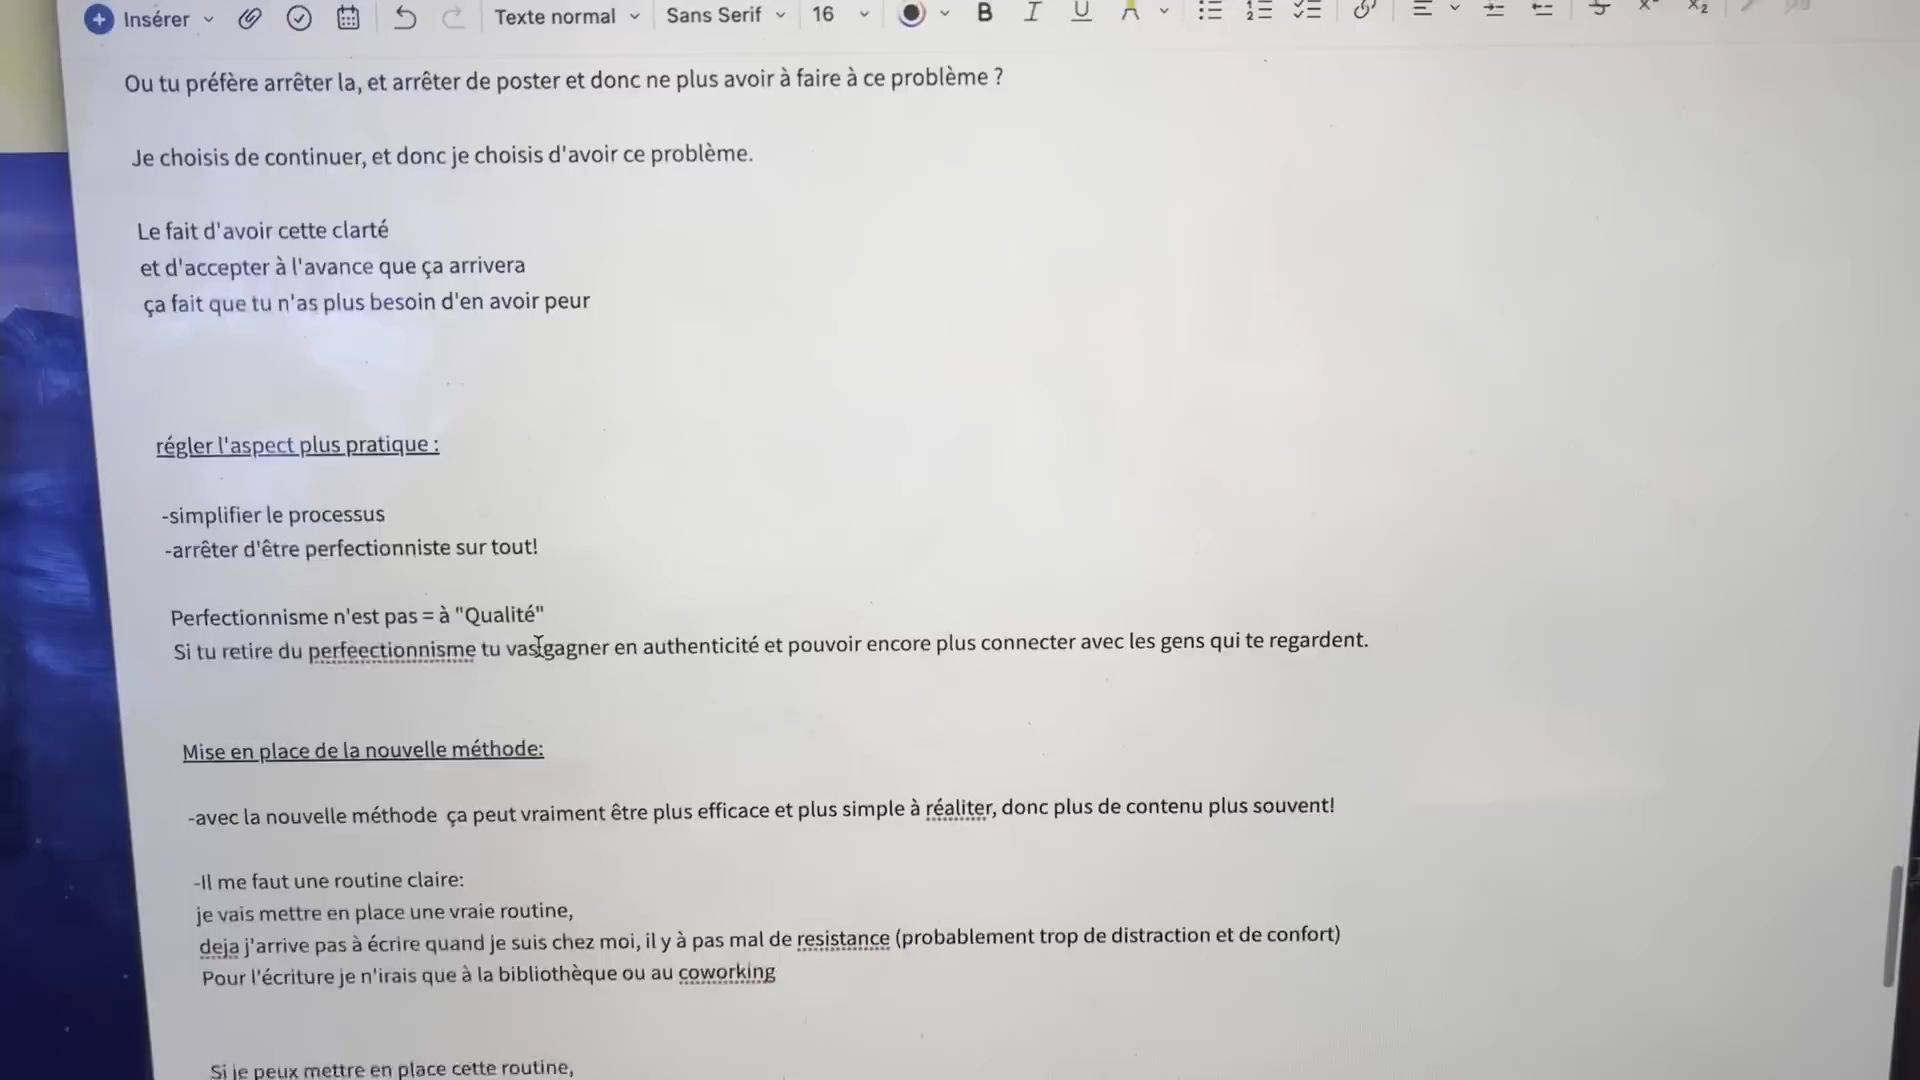 Insérer
Texte normal
Sans Serif
16
B I U A
Ou tu préfère arrêter la, et arrêter de poster et donc ne plus avoir à faire à ce problème ?
Je choisis de continuer, et donc je choisis d'avoir ce problème.
Le fait d'avoir cette clarté
et d'accepter à l'avance que ça arrivera
ça fait que tu n'as plus besoin d'en avoir peur
régler l'aspect plus pratique :
-simplifier le processus
-arrêter d'être perfectionniste sur tout!
Perfectionnisme n'est pas = à "Qualité"
Si tu retire du perfeectionnisme tu vas gagner en authenticité et pouvoir encore plus connecter avec les gens qui te regardent.
Mise en place de la nouvelle méthode:
-avec la nouvelle méthode  ça peut vraiment être plus efficace et plus simple à réaliter, donc plus de contenu plus souvent!
-Il me faut une routine claire:
je vais mettre en place une vraie routine,
deja j'arrive pas à écrire quand je suis chez moi, il y à pas mal de resistance (probablement trop de distraction et de confort)
Pour l'écriture je n'irais que à la bibliothèque ou au coworking
Si je peux mettre en place cette routine,